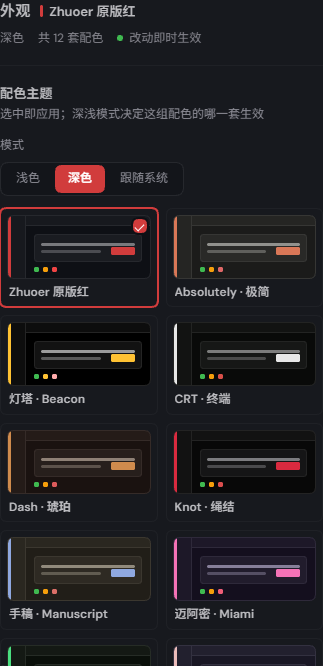 外观 Zhuoer 原版红
深色 共 12 套配色 改动即时生效
配色主题
选中即应用；深浅模式决定这组配色的哪一套生效
模式
浅色 深色 跟随系统
Zhuoer 原版红 Absolutely · 极简
灯塔 · Beacon CRT · 终端
Dash · 琥珀 Knot · 绳结
手稿 · Manuscript 迈阿密 · Miami